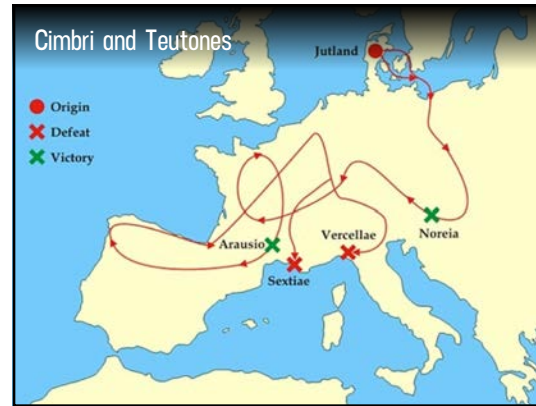 Cimbri and Teutones
Jutland
Origin
Defeat
Victory
Arausio
Vercellae
Noreia
Sextiae